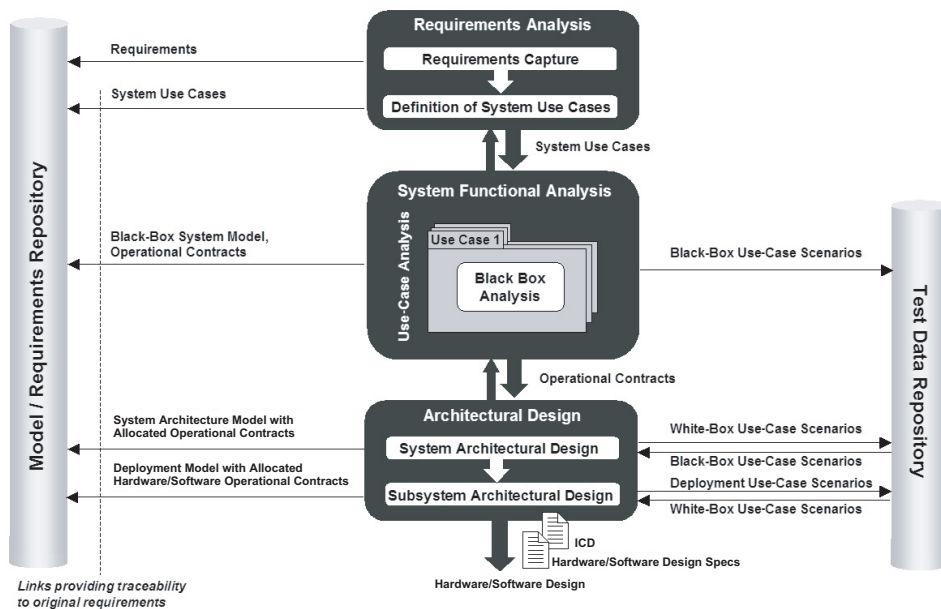 Requirements Analysis
Requirements
Requirements Capture
System Use Cases
Definition of System Use Cases
System Use Cases
Model / Requirements Repository
System Functional Analysis
Use-Case Analysis
Use Case 1
Black Box
Analysis
Black-Box System Model,
Operational Contracts
Black-Box Use-Case Scenarios
Test Data Repository
Operational Contracts
Architectural Design
System Architecture Model with
Allocated Operational Contracts
System Architectural Design
White-Box Use-Case Scenarios
Black-Box Use-Case Scenarios
Deployment Model with Allocated
Hardware/Software Operational Contracts
Subsystem Architectural Design
Deployment Use-Case Scenarios
White-Box Use-Case Scenarios
ICD
Hardware/Software Design Specs
Hardware/Software Design
Links providing traceability
to original requirements